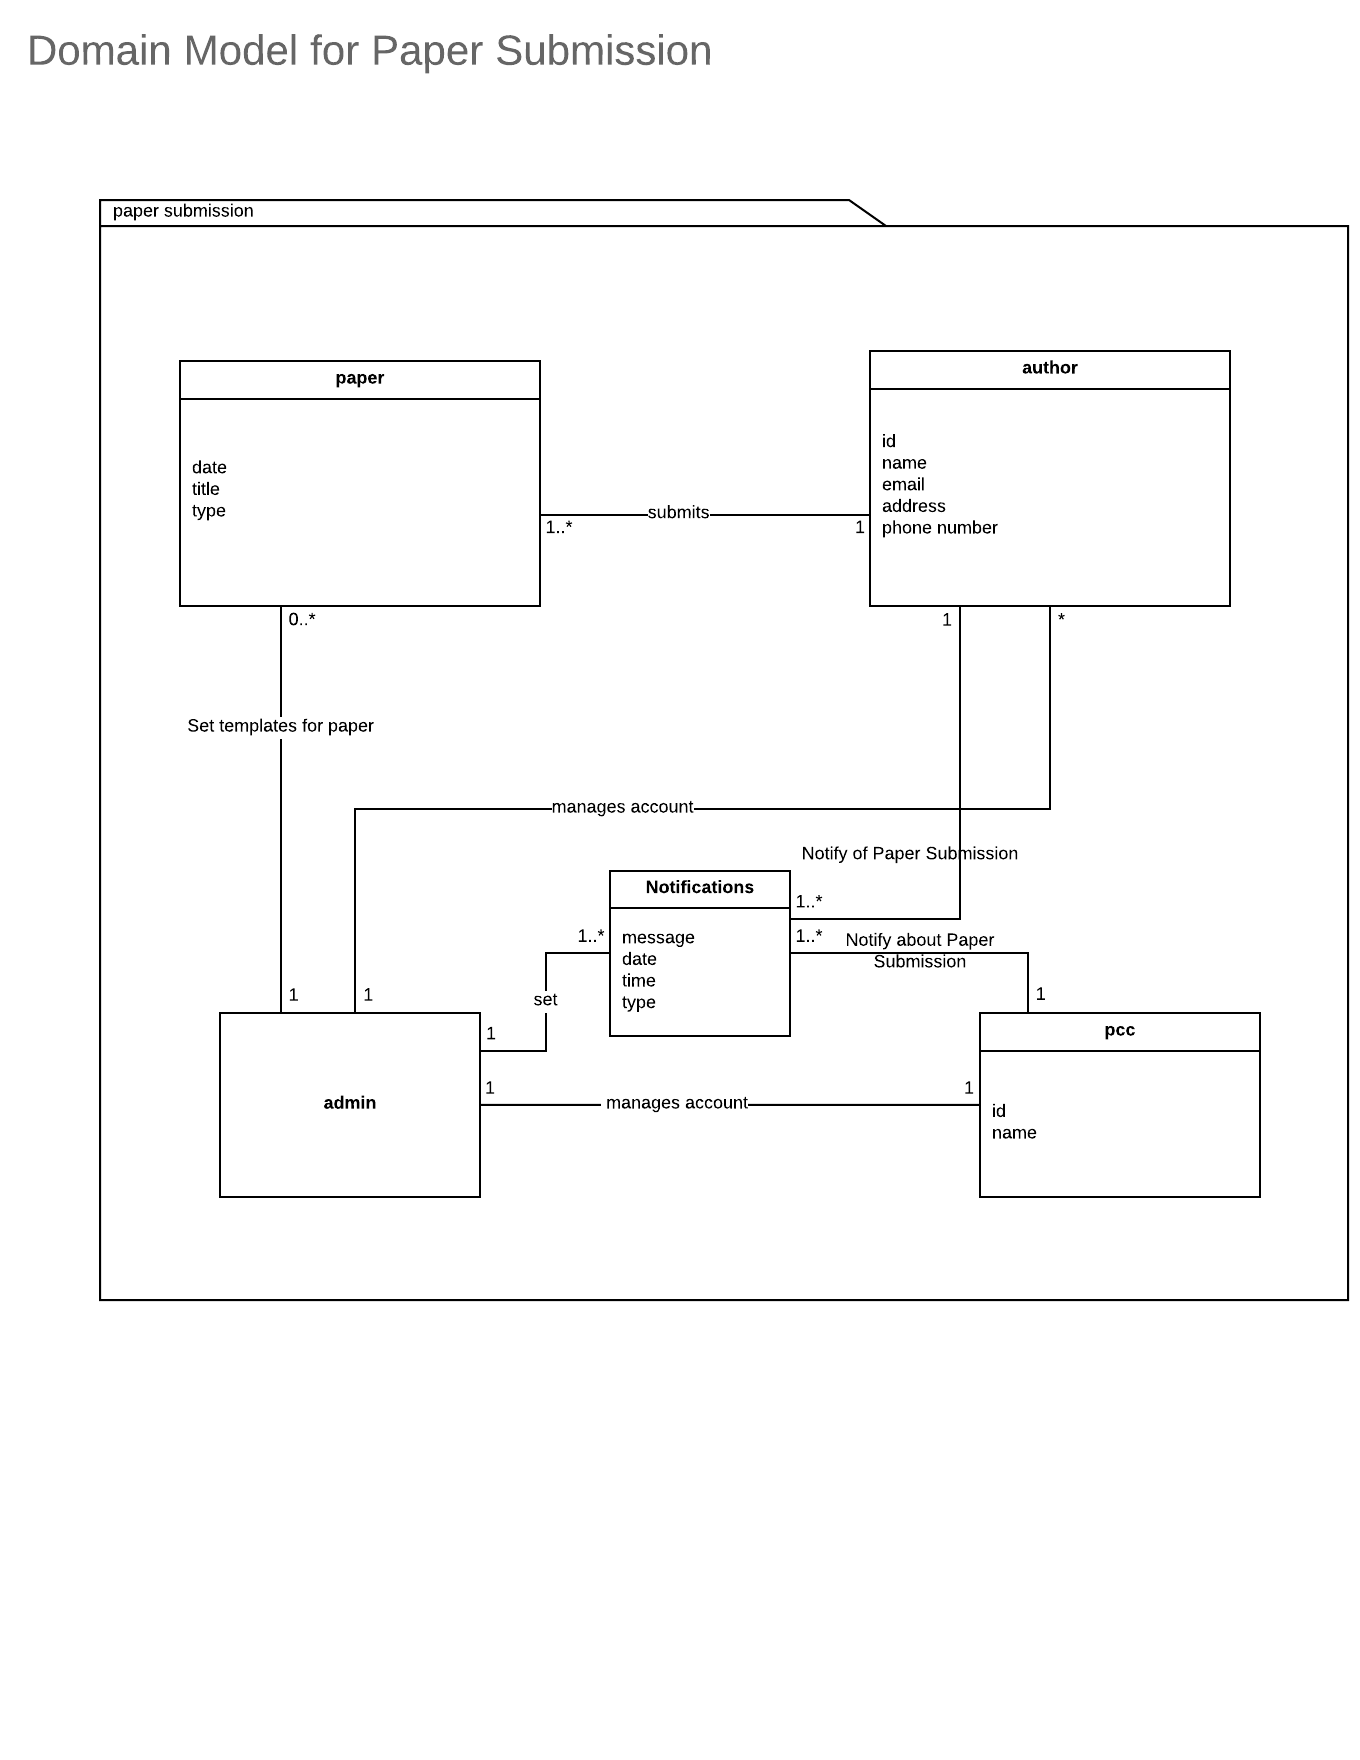 Domain Model for Paper Submission
paper submission
paper
date
title
type
author
id
name
email
address
phone number
submits
1..*
1
0..*
1
*
Set templates for paper
manages account
Notify of Paper Submission
Notifications
message
date
time
type
1..*
1..*
1..*
Notify about Paper
Submission
set
1
1
1
1
admin
1
manages account
1
pcc
id
name